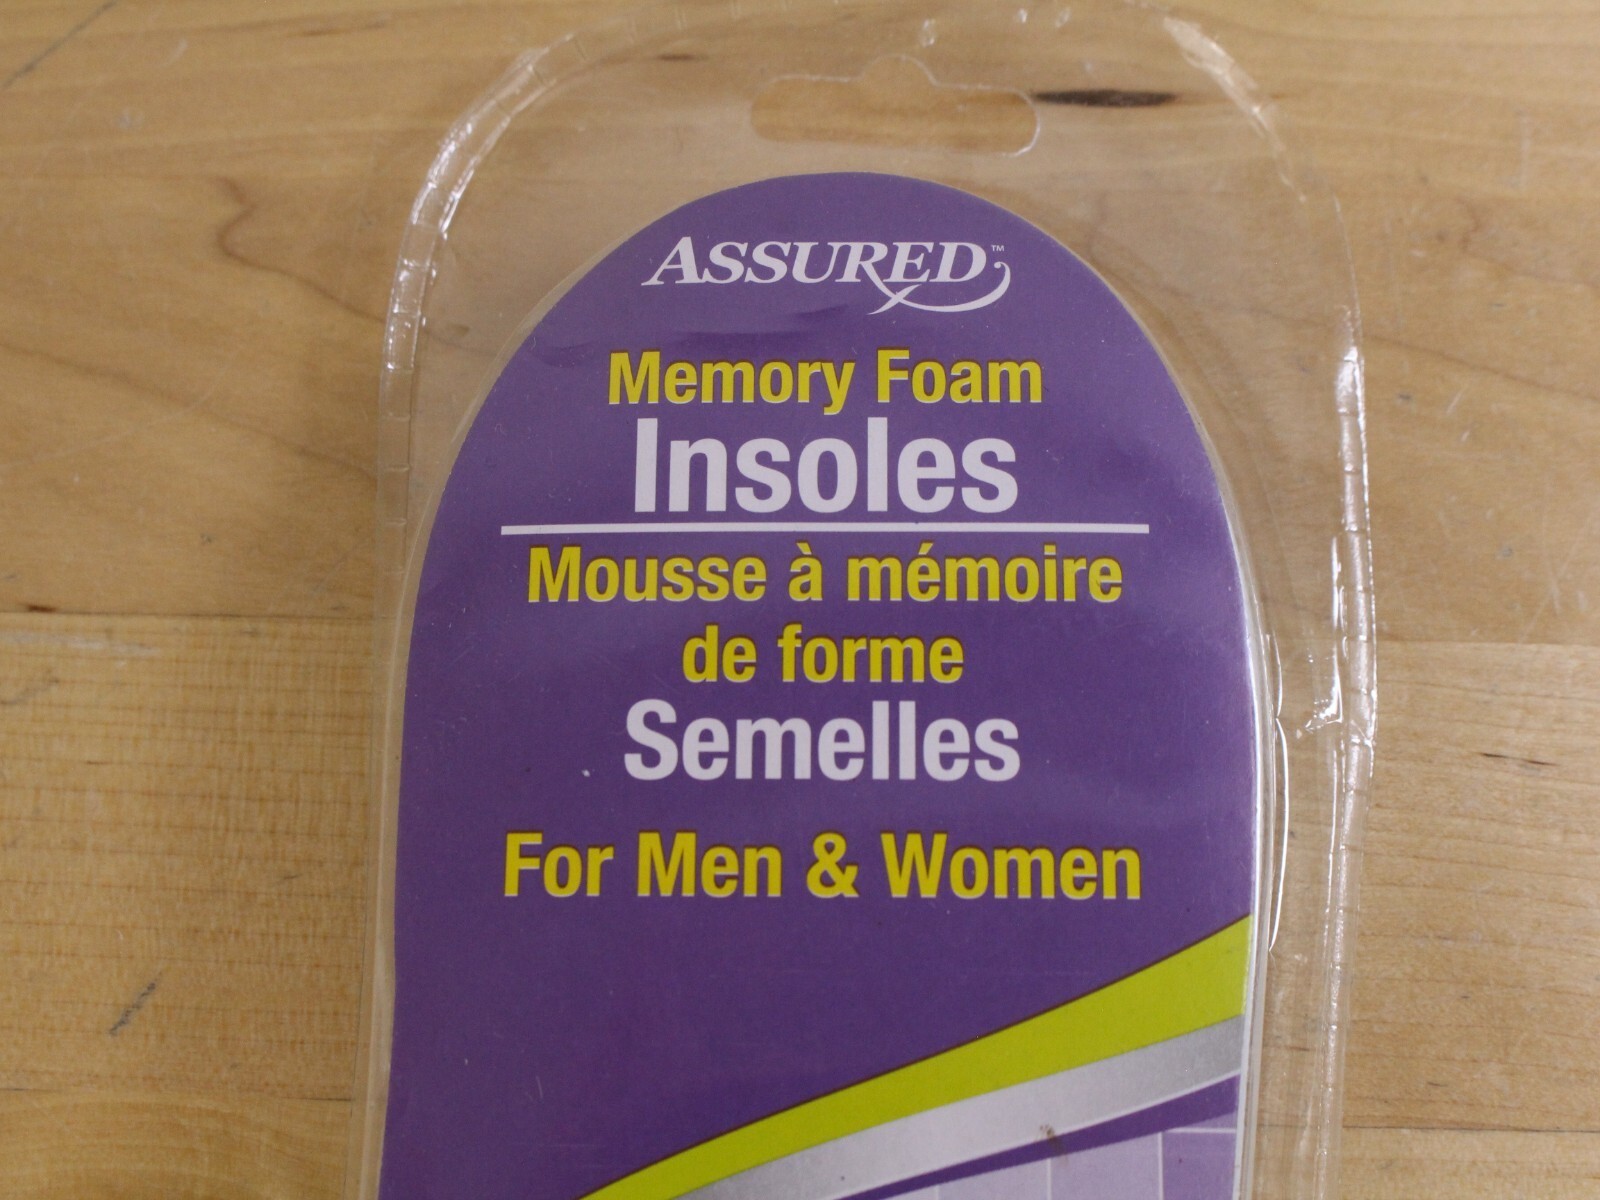 ASSURED™
Memory Foam
Insoles
Mousse à mémoire
de forme
Semelles
For Men & Women